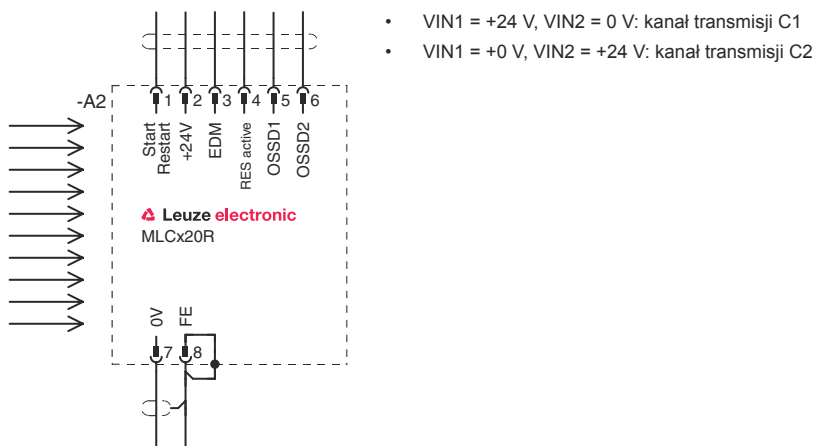 • VIN1 = +24 V, VIN2 = 0 V: kanał transmisji C1
• VIN1 = +0 V, VIN2 = +24 V: kanał transmisji C2
-A2
1 2 3 4 5 6
Start
Restart
+24V
EDM
RES active
OSSD1
OSSD2
Leuze electronic
MLCx20R
0V
FE
7 8